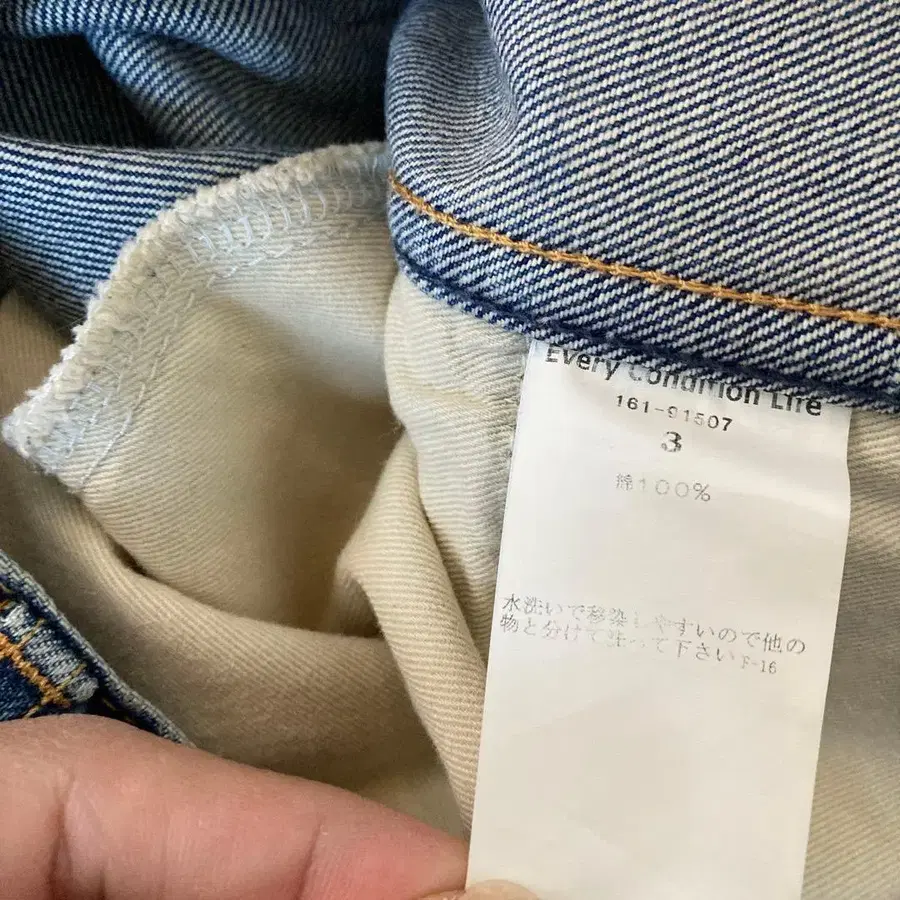 Every Condition Life
161-91507
3
綿100%
水洗いで移染しやすいので他の
物と分けて洗って下さいF-16